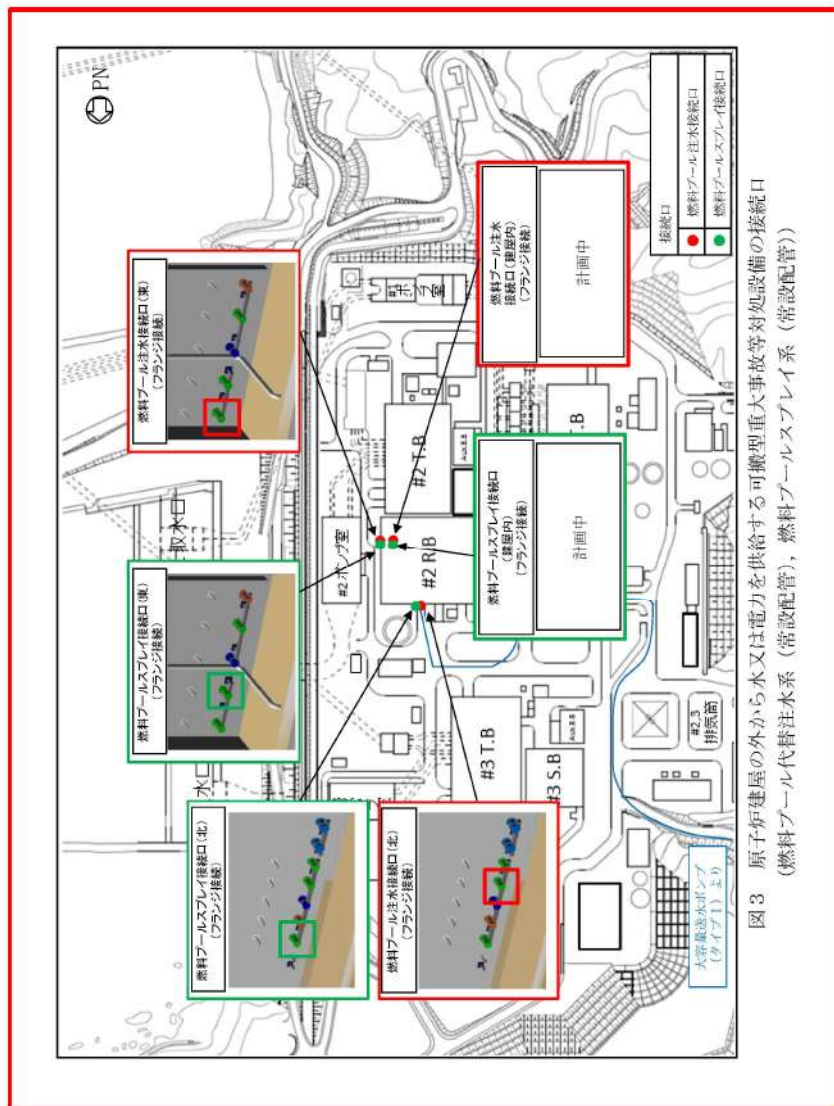 PN
燃料プールスプレイ接続口(北)
(フランジ接続)
燃料プールスプレイ接続口(東)
(フランジ接続)
燃料プール注水接続口(東)
(フランジ接続)
取水口
水口
#2ポンプ室
ポンプ室
#2 T.B
#2 R/B
#3 T.B
#3 S.B
T.B
#2,3
排気筒
燃料プール注水接続口(北)
(フランジ接続)
燃料プールスプレイ接続口
(建屋内)
(フランジ接続)
計画中
燃料プール注水
接続口(建屋内)
(フランジ接続)
計画中
大容量送水ポンプ
(タイプⅠ)より
接続口
燃料プール注水接続口
燃料プールスプレイ接続口
図3 原子炉建屋の外から水又は電力を供給する可搬型重大事故等対処設備の接続口
(燃料プール代替注水系(常設配管),燃料プールスプレイ系(常設配管))